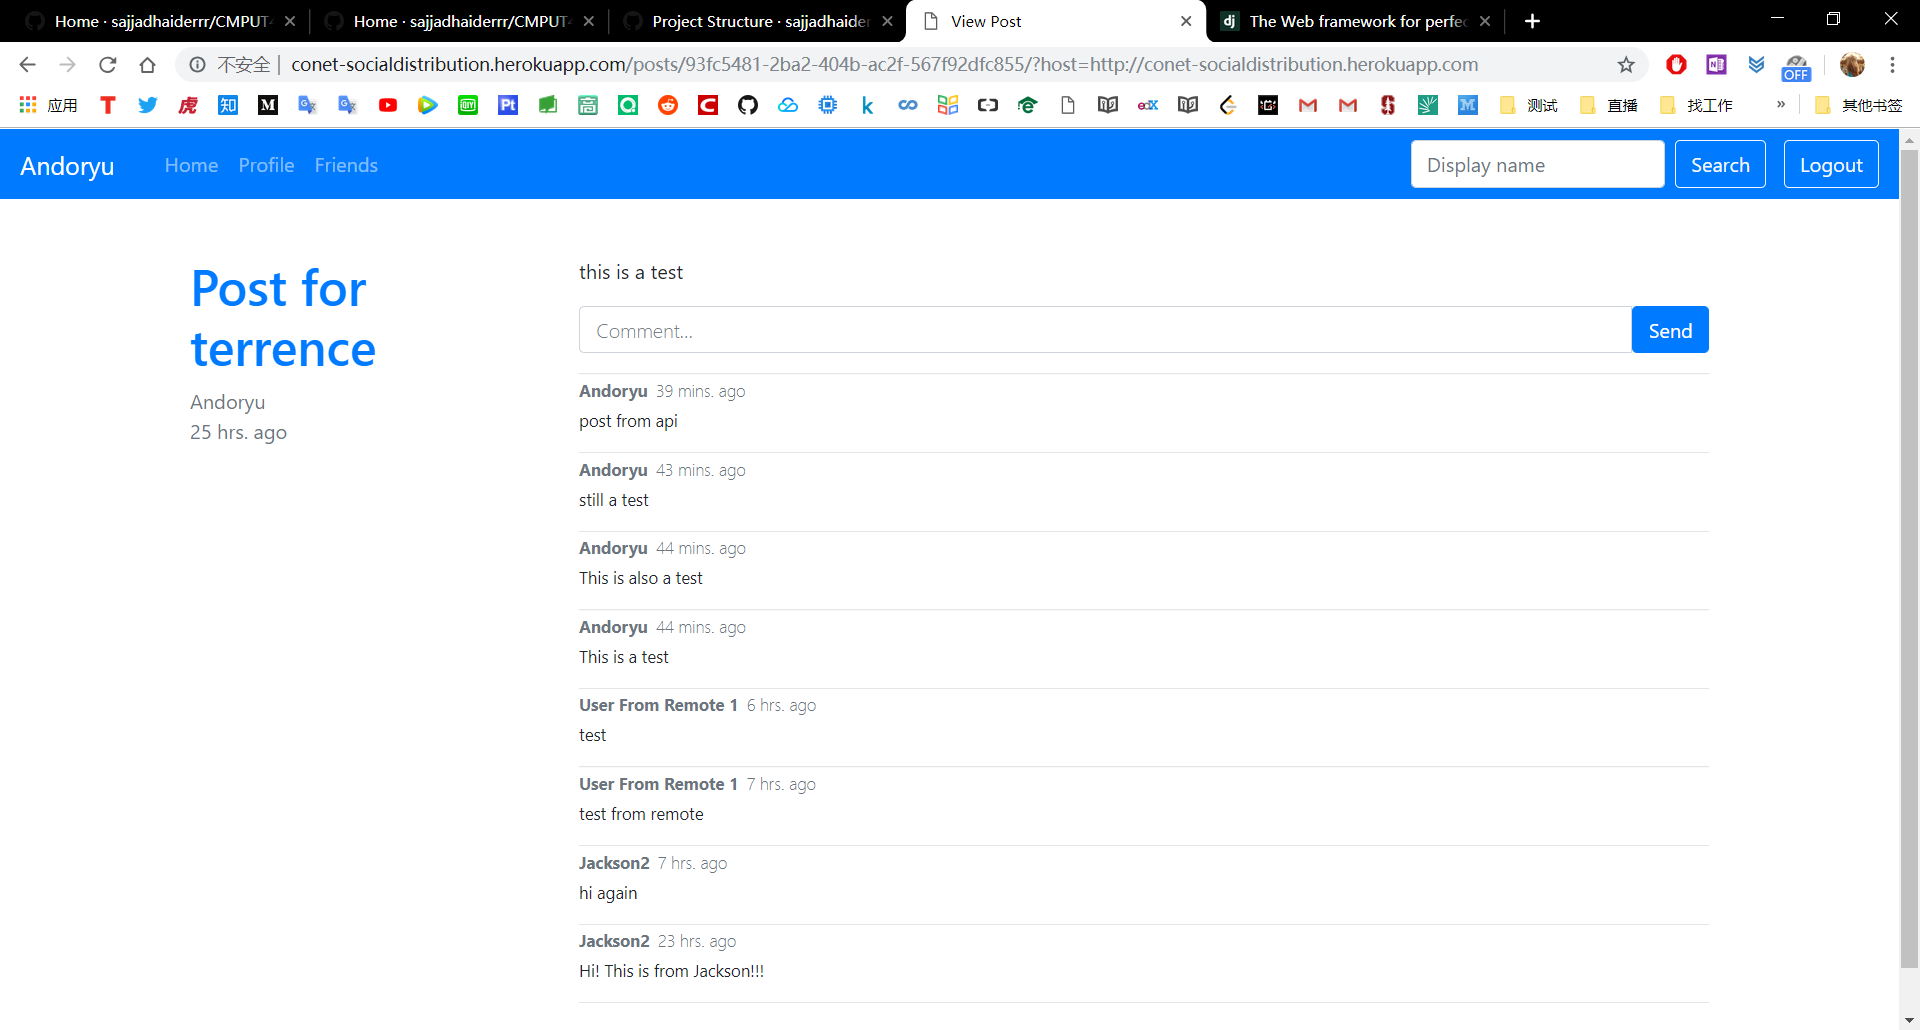 Home · sajjadhaiderrr/CMPUT4
Home · sajjadhaiderrr/CMPUT4
Project Structure · sajjadhaider
View Post
dj The Web framework for perfec
不安全 | conet-socialdistribution.herokuapp.com/posts/93fc5481-2ba2-404b-ac2f-567f92dfc855/?host=http://conet-socialdistribution.herokuapp.com
OFF
应用 测试 直播 找工作 » 其他书签
Andoryu Home Profile Friends Display name Search Logout
Post for
terrence
Andoryu
25 hrs. ago
this is a test
Comment...
Send
Andoryu 39 mins. ago
post from api
Andoryu 43 mins. ago
still a test
Andoryu 44 mins. ago
This is also a test
Andoryu 44 mins. ago
This is a test
User From Remote 1 6 hrs. ago
test
User From Remote 1 7 hrs. ago
test from remote
Jackson2 7 hrs. ago
hi again
Jackson2 23 hrs. ago
Hi! This is from Jackson!!!